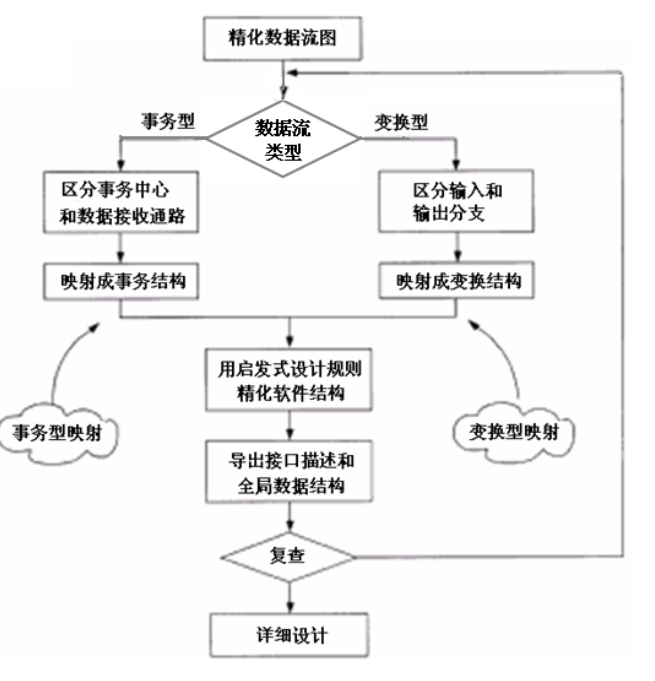 精化数据流图
事务型
数据流
类型
变换型
区分事务中心
和数据接收通路
区分输入和
输出分支
映射成事务结构
映射成变换结构
用启发式设计规则
精化软件结构
事务型映射
变换型映射
导出接口描述和
全局数据结构
复查
详细设计